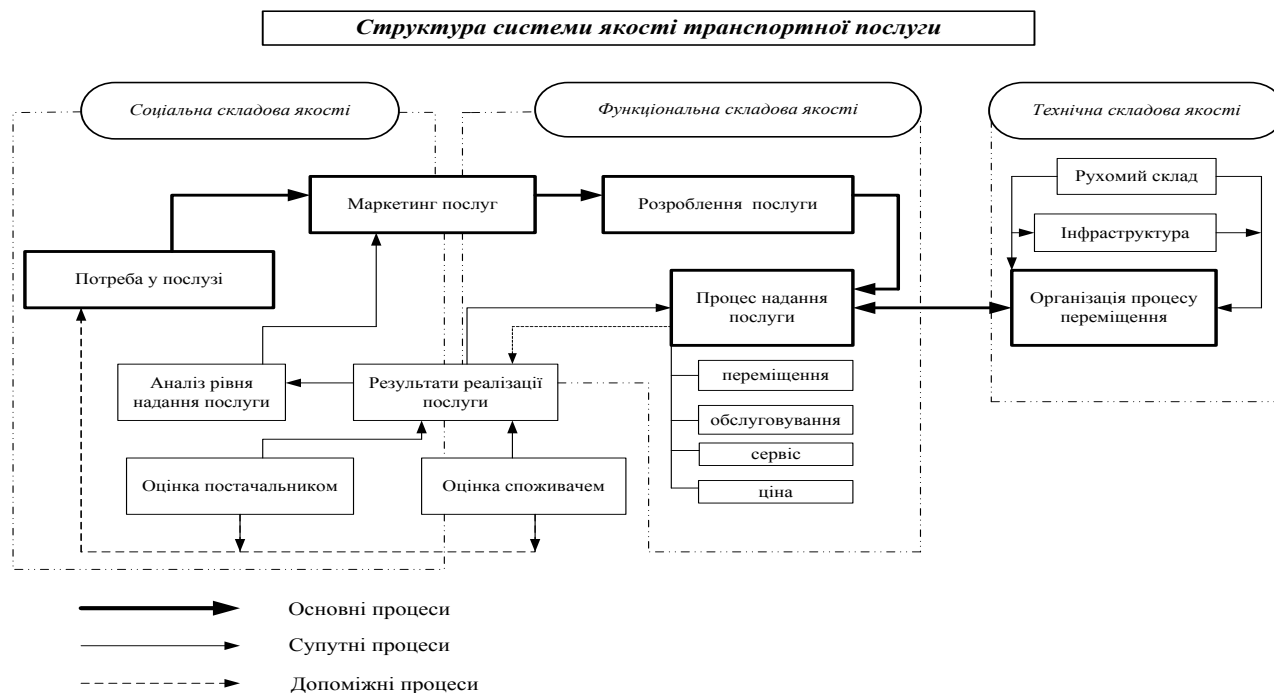 Структура системи якості транспортної послуги
Соціальна складова якості
Функціональна складова якості
Технічна складова якості
Маркетинг послуг
Розроблення послуги
Рухомий склад
Інфраструктура
Потреба у послузі
Процес надання
послуги
Організація процесу
переміщення
Аналіз рівня
надання послуги
Результати реалізації
послуги
переміщення
обслуговування
сервіс
ціна
Оцінка постачальником
Оцінка споживачем
Основні процеси
Супутні процеси
Допоміжні процеси